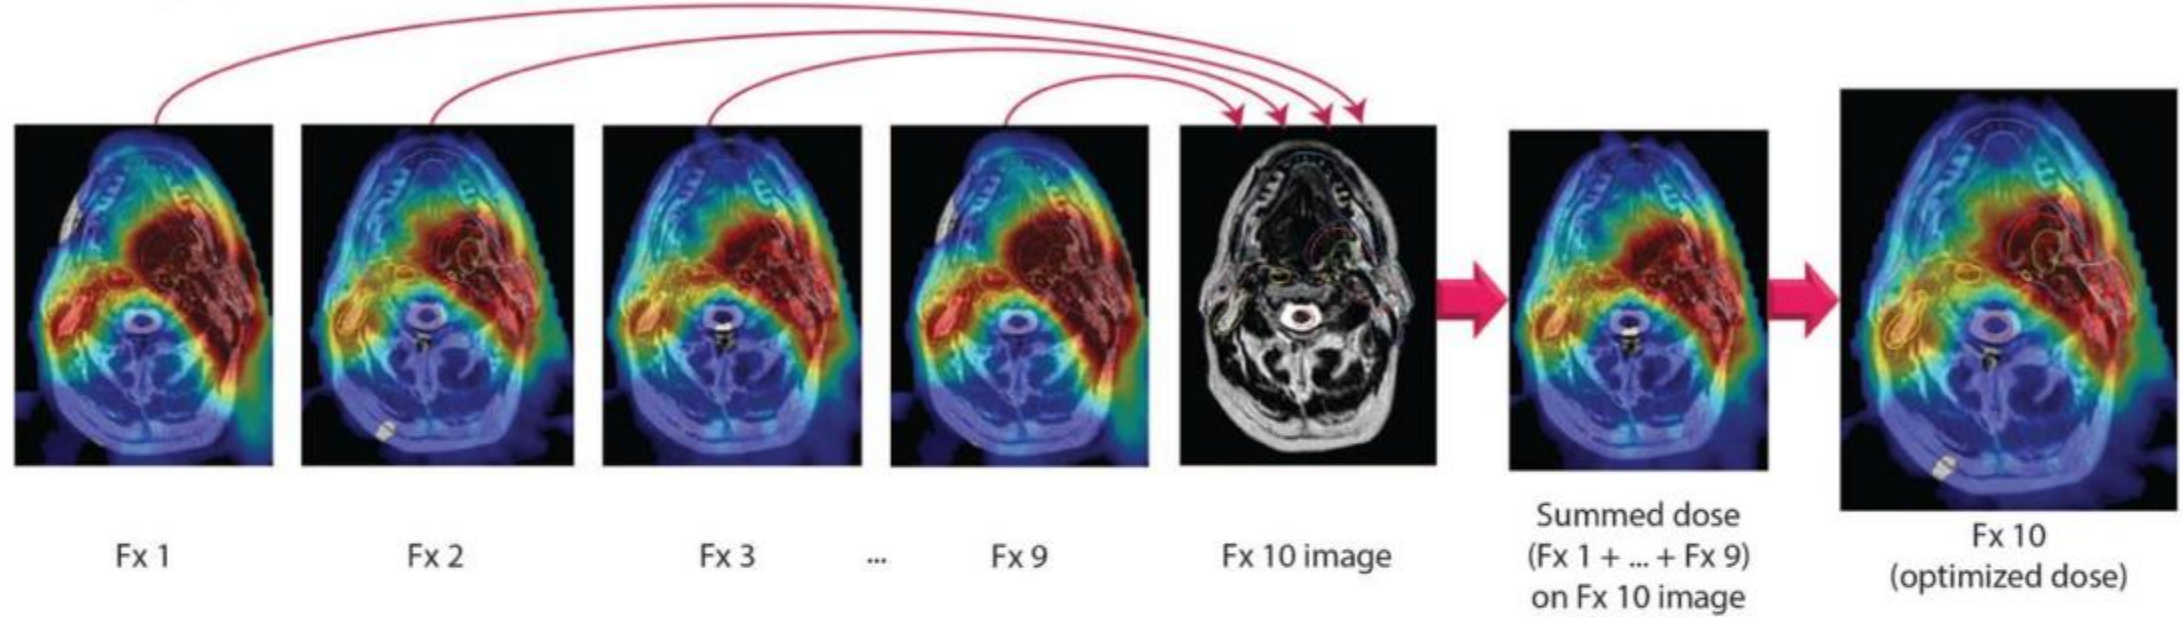 Fx 1
Fx 2
Fx 3
...
Fx 9
Fx 10 image
Summed dose
(Fx 1 + ... + Fx 9)
on Fx 10 image
Fx 10
(optimized dose)